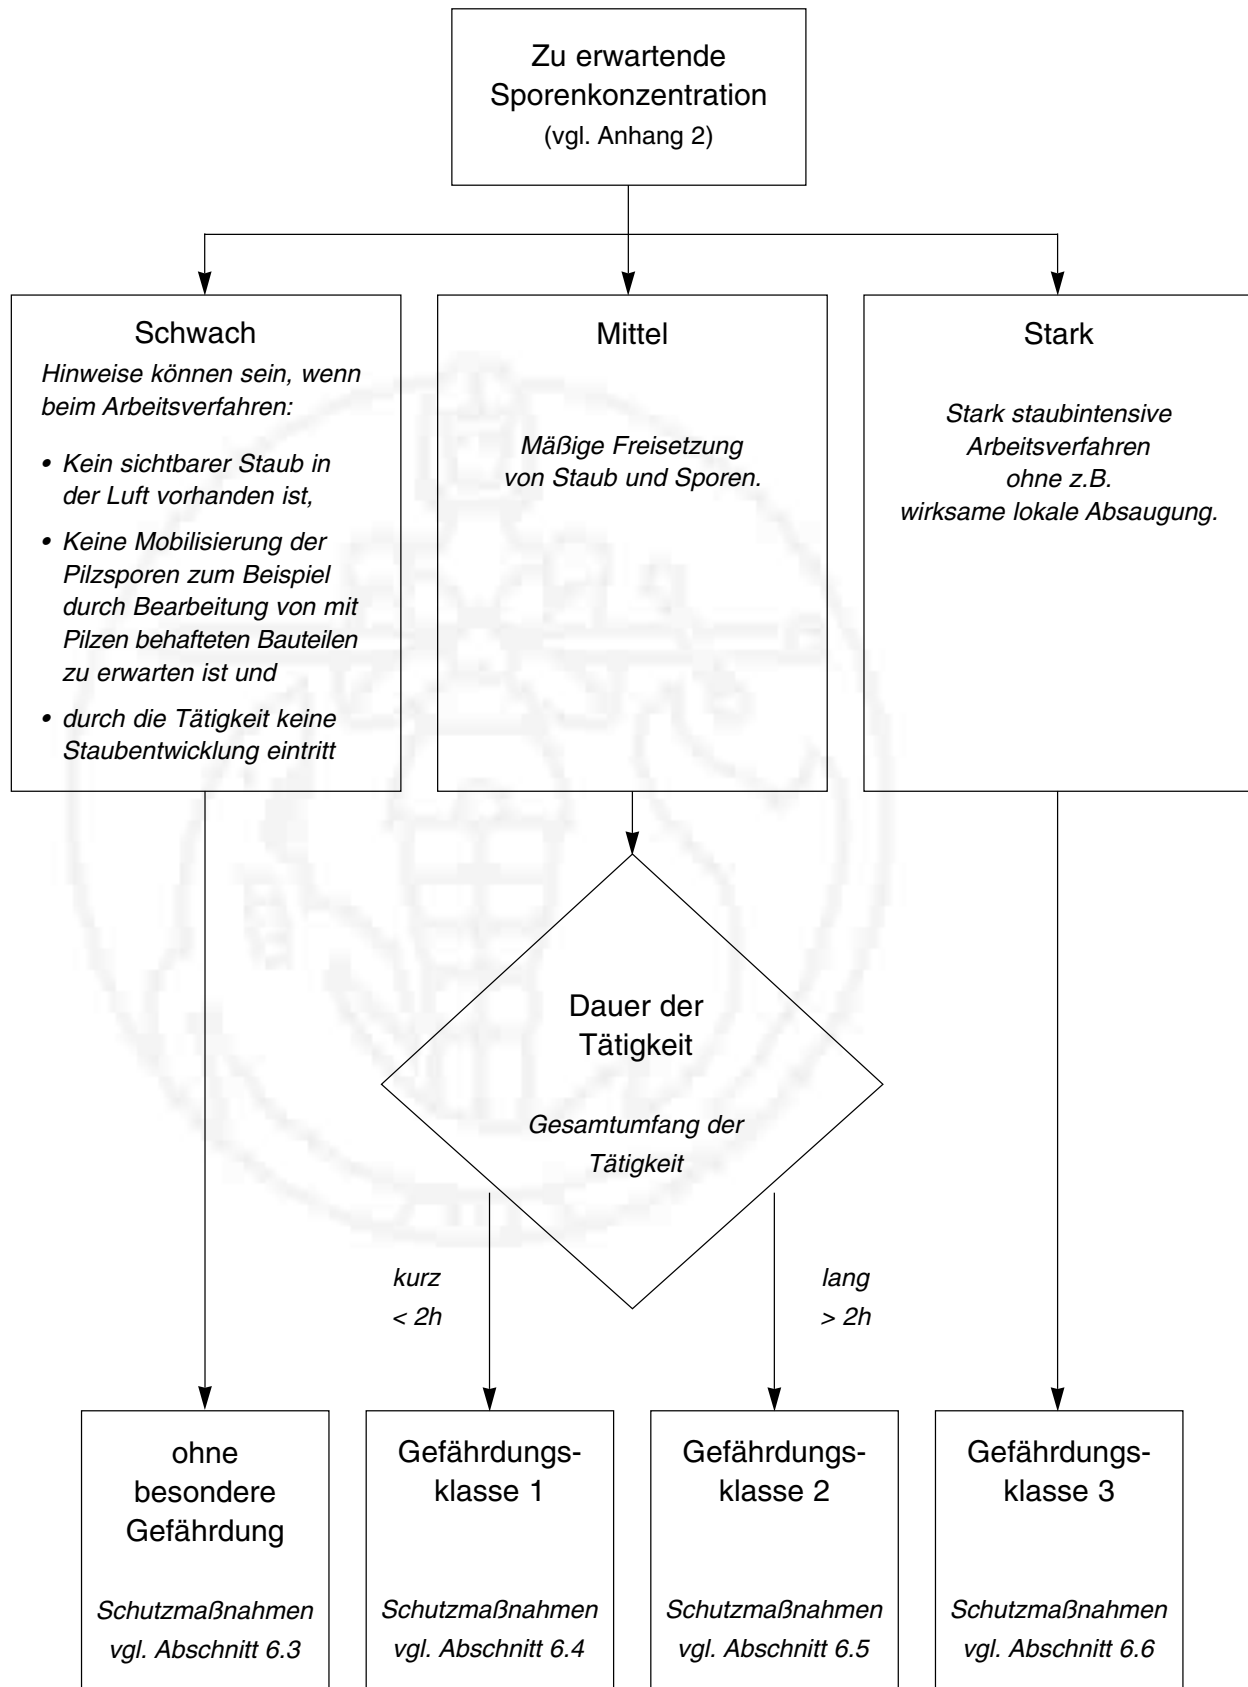 Zu erwartende
Sporenkonzentration
(vgl. Anhang 2)
Schwach
Hinweise können sein, wenn
beim Arbeitsverfahren:
• Kein sichtbarer Staub in
der Luft vorhanden ist,
• Keine Mobilisierung der
Pilzsporen zum Beispiel
durch Bearbeitung von mit
Pilzen behafteten Bauteilen
zu erwarten ist und
• durch die Tätigkeit keine
Staubentwicklung eintritt
Mittel
Mäßige Freisetzung
von Staub und Sporen.
Stark
Stark staubintensive
Arbeitsverfahren
ohne z.B.
wirksame lokale Absaugung.
Dauer der
Tätigkeit
Gesamtumfang der
Tätigkeit
kurz
< 2h
lang
> 2h
ohne
besondere
Gefährdung
Schutzmaßnahmen
vgl. Abschnitt 6.3
Gefährdungs-
klasse 1
Schutzmaßnahmen
vgl. Abschnitt 6.4
Gefährdungs-
klasse 2
Schutzmaßnahmen
vgl. Abschnitt 6.5
Gefährdungs-
klasse 3
Schutzmaßnahmen
vgl. Abschnitt 6.6